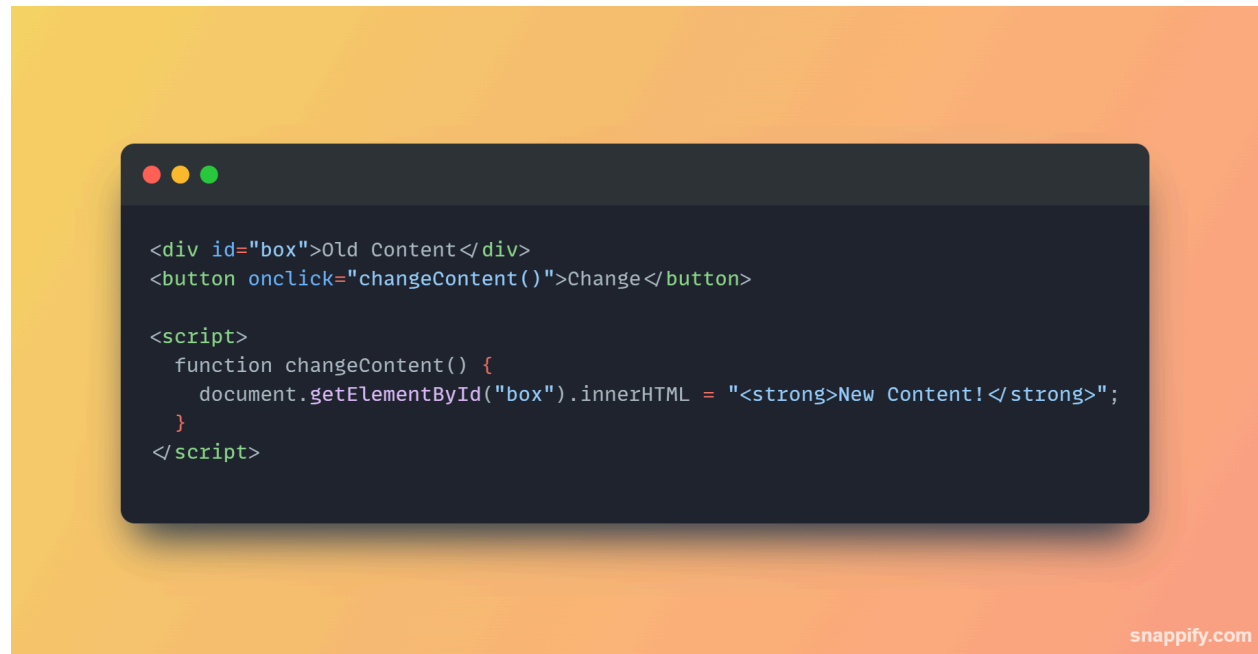 <div id="box">Old Content</div>
<button onclick="changeContent()">Change</button>
<script>
function changeContent() {
document.getElementById("box").innerHTML = "<strong>New Content!</strong>";
}
</script>
snappify.com